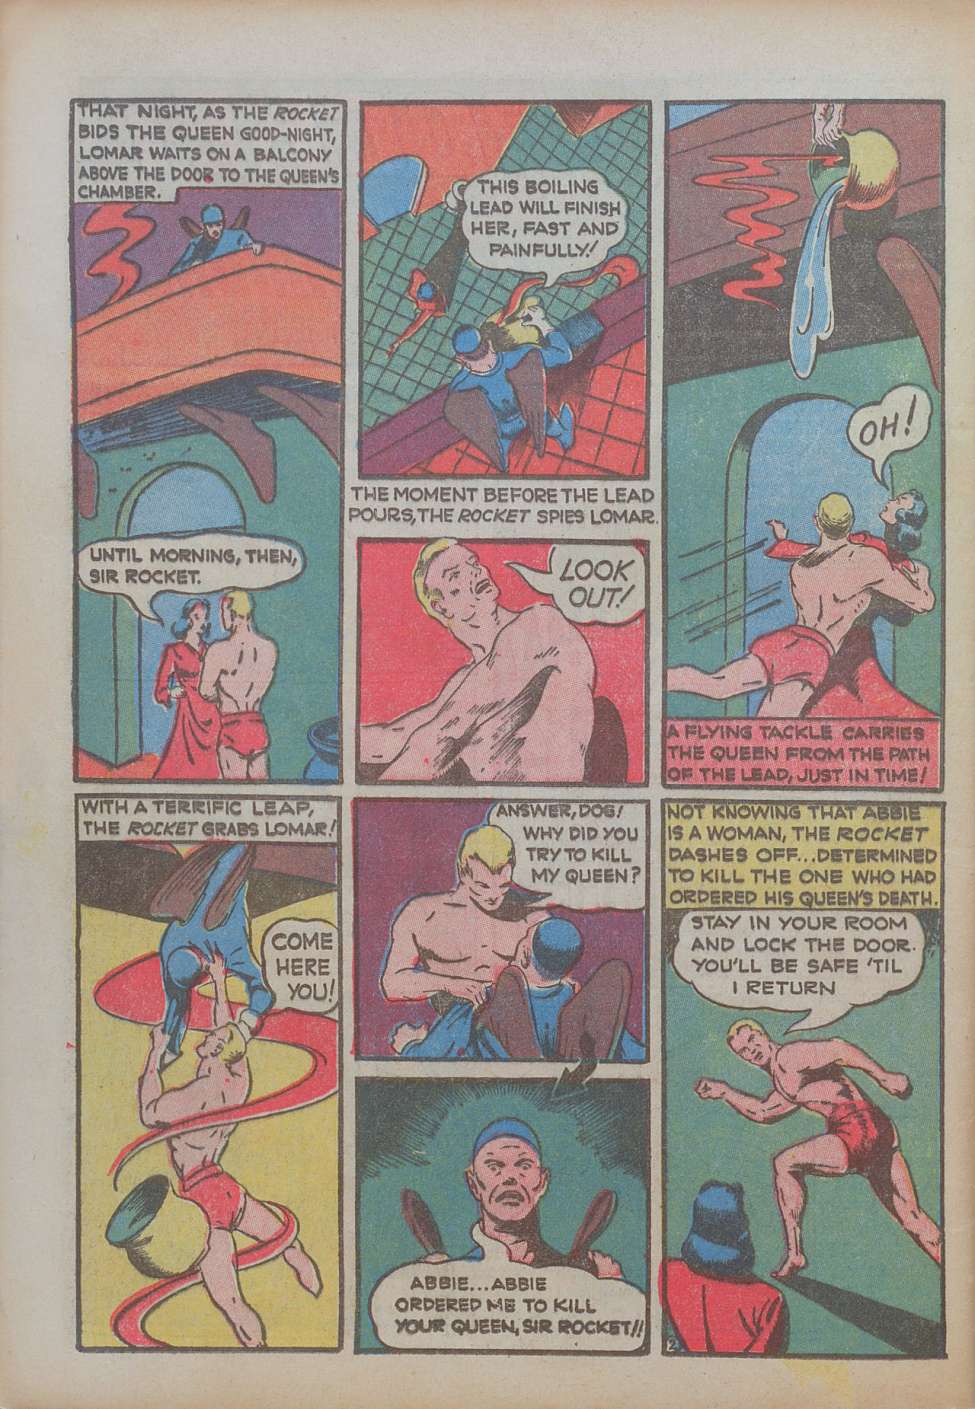 THAT NIGHT, AS THE ROCKET
BIDS THE QUEEN GOOD-NIGHT,
LOMAR WAITS ON A BALCONY
ABOVE THE DOOR TO THE QUEEN'S
CHAMBER.
UNTIL MORNING, THEN,
SIR ROCKET.
THIS BOILING
LEAD WILL FINISH
HER, FAST AND
PAINFULLY!
THE MOMENT BEFORE THE LEAD
POURS, THE ROCKET SPIES LOMAR.
LOOK
OUT!
OH!
A FLYING TACKLE CARRIES
THE QUEEN FROM THE PATH
OF THE LEAD, JUST IN TIME!
WITH A TERRIFIC LEAP,
THE ROCKET GRABS LOMAR!
COME
HERE
YOU!
ANSWER, DOG!
WHY DID YOU
TRY TO KILL
MY QUEEN?
ABBIE...ABBIE
ORDERED ME TO KILL
YOUR QUEEN, SIR ROCKET!!
NOT KNOWING THAT ABBIE
IS A WOMAN, THE ROCKET
DASHES OFF...DETERMINED
TO KILL THE ONE WHO HAD
ORDERED HIS QUEEN'S DEATH.
STAY IN YOUR ROOM
AND LOCK THE DOOR.
YOU'LL BE SAFE 'TIL
I RETURN
2